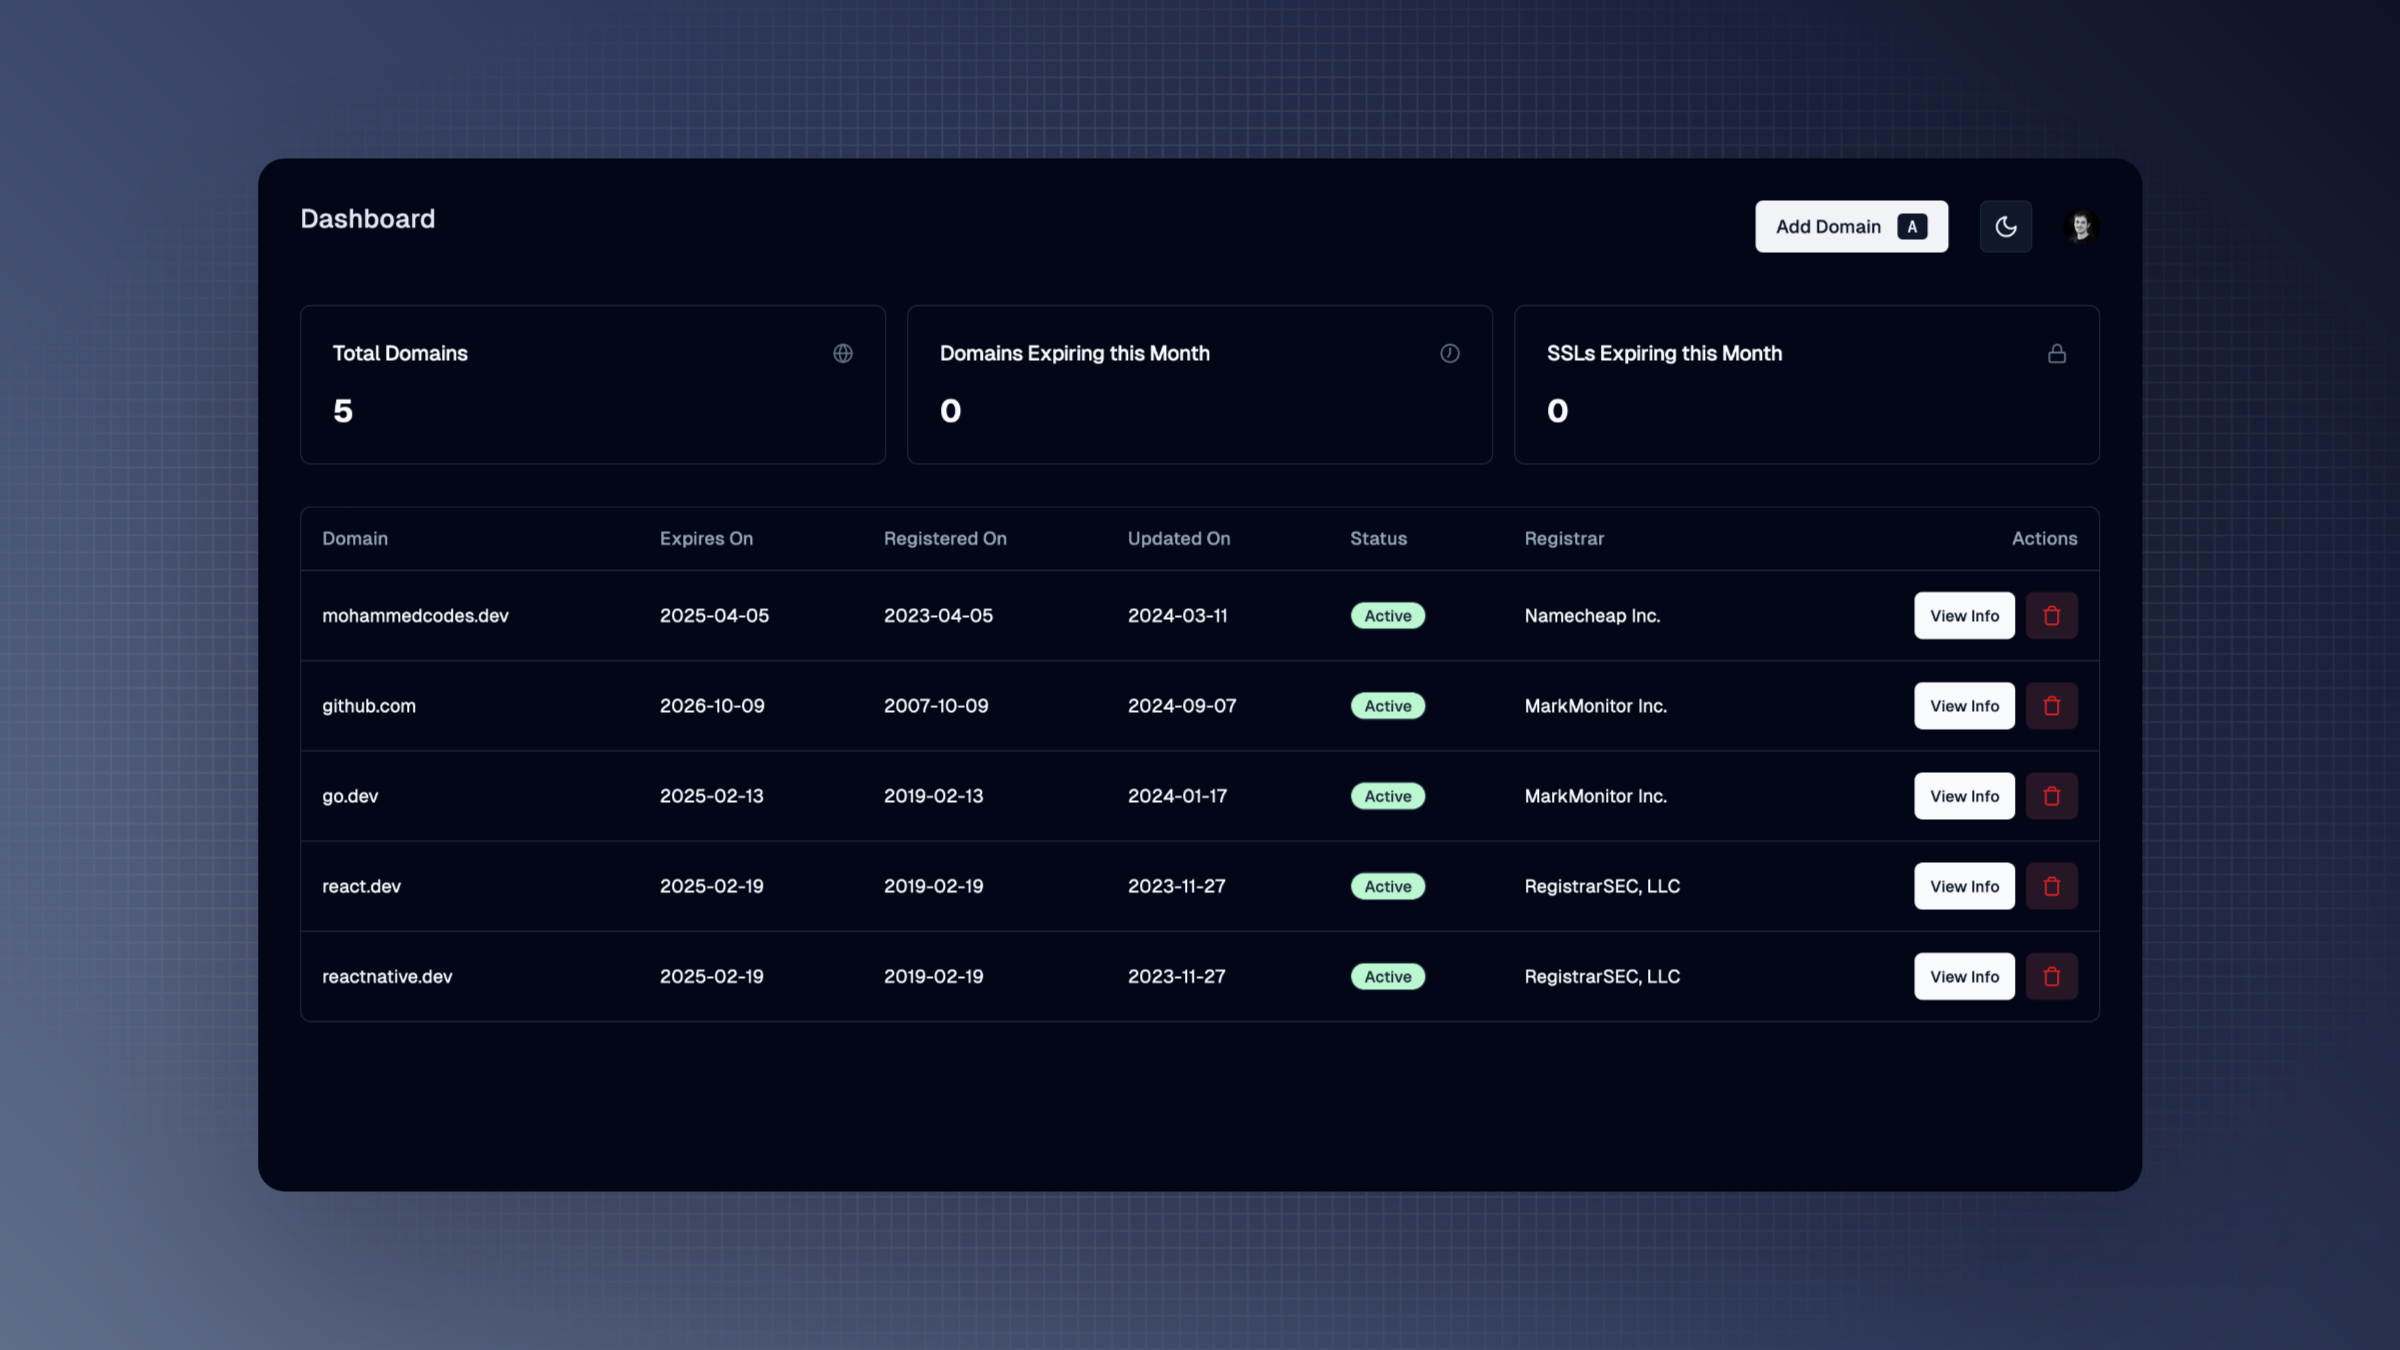 Dashboard
Add Domain A
Total Domains
5
Domains Expiring this Month
0
SSLs Expiring this Month
0
Domain Expires On Registered On Updated On Status Registrar Actions
mohammedcodes.dev 2025-04-05 2023-04-05 2024-03-11 Active Namecheap Inc. View Info
github.com 2026-10-09 2007-10-09 2024-09-07 Active MarkMonitor Inc. View Info
go.dev 2025-02-13 2019-02-13 2024-01-17 Active MarkMonitor Inc. View Info
react.dev 2025-02-19 2019-02-19 2023-11-27 Active RegistrarSEC, LLC View Info
reactnative.dev 2025-02-19 2019-02-19 2023-11-27 Active RegistrarSEC, LLC View Info